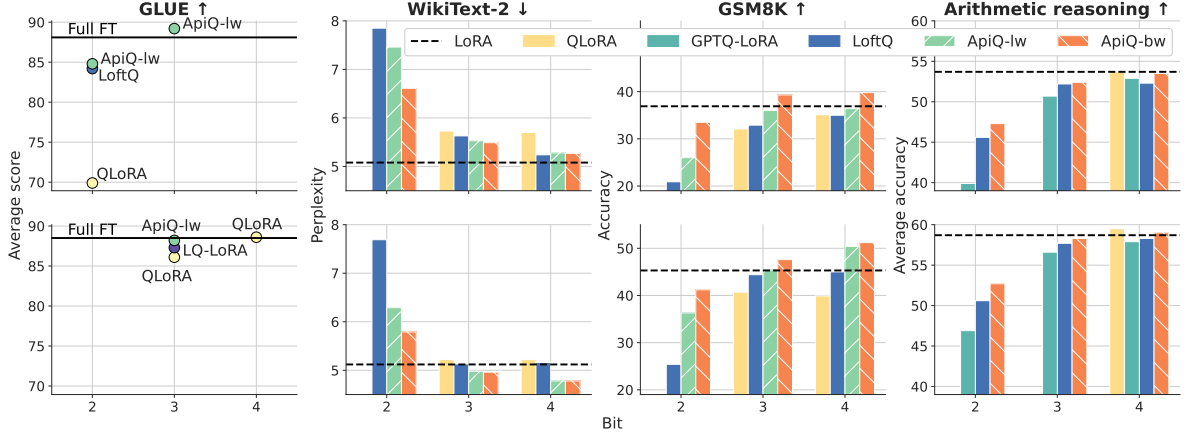 GLUE ↑
WikiText-2 ↓
GSM8K ↑
Arithmetic reasoning ↑
LoRA
QLoRA
GPTQ-LoRA
LoftQ
ApiQ-lw
ApiQ-bw
Average score
90
85
80
75
70
Full FT
ApiQ-lw
ApiQ-lw
LoftQ
QLoRA
90
85
80
70
Full FT
ApiQ-lw
QLoRA
LQ-LoRA
QLoRA
2
3
4
Perplexity
8
7
6
5
8
7
6
5
2
3
4
Accuracy
40
30
20
50
40
30
20
2
3
4
Average accuracy
60
55
50
45
40
60
55
50
45
40
2
3
4
Bit